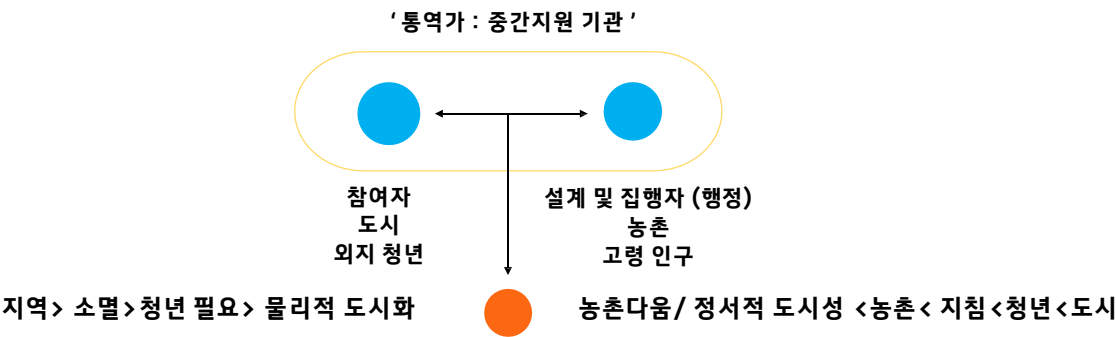 ‘ 통역가 : 중간지원 기관 ’
참여자
도시
외지 청년
설계 및 집행자 (행정)
농촌
고령 인구
지역> 소멸>청년 필요> 물리적 도시화
농촌다움/ 정서적 도시성 <농촌< 지침<청년<도시